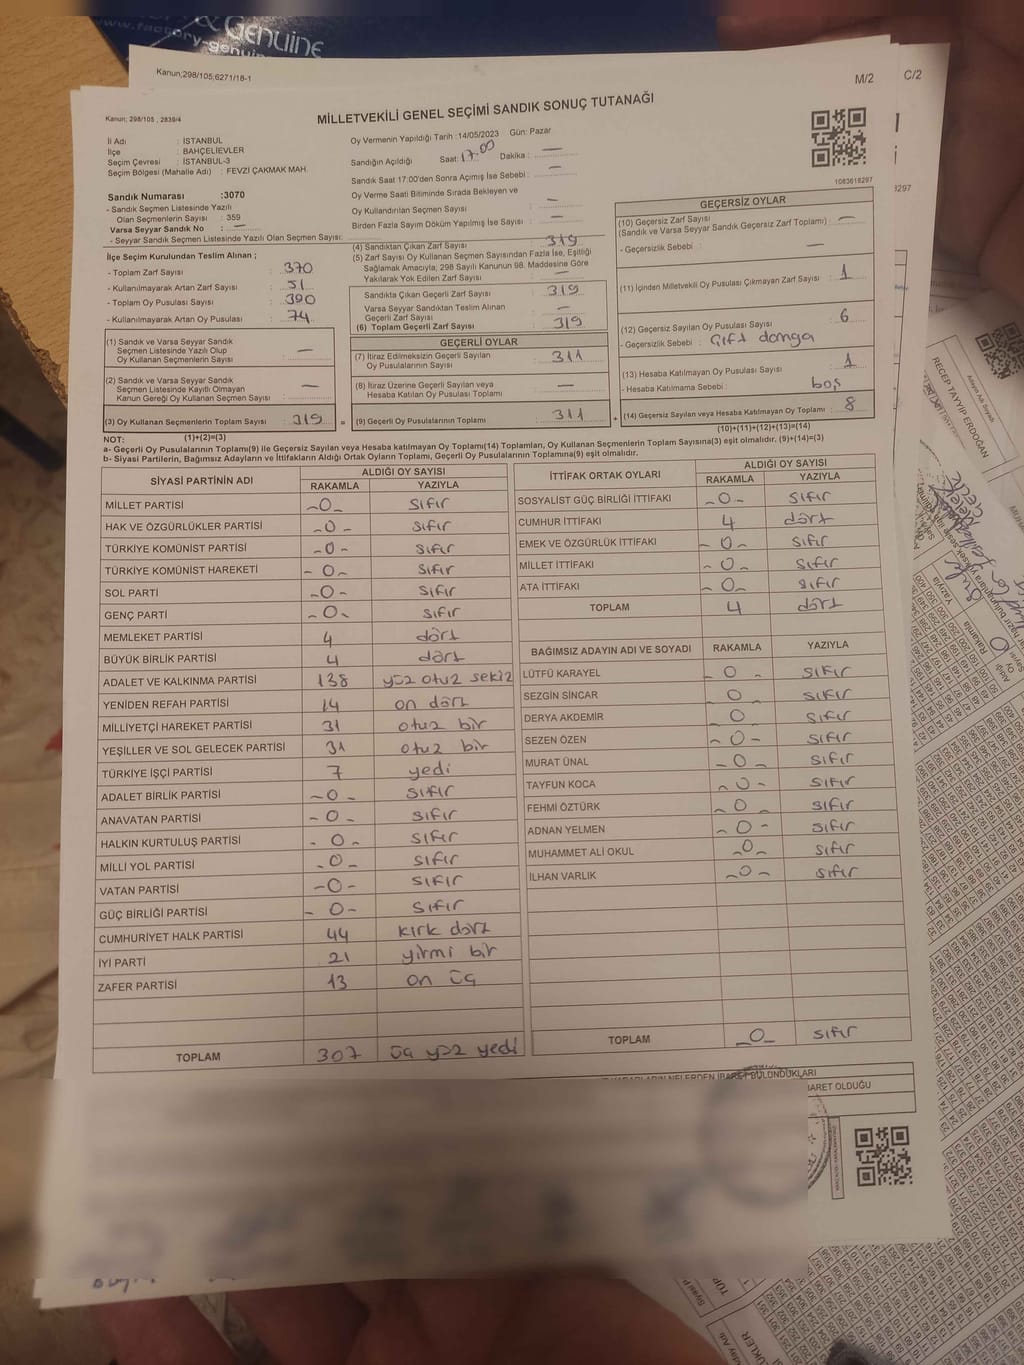 & GENUINE
www.factory-genuine
Kanun;298/105;6271/18-1
M/2
C/2
Kanun; 298/105 , 2839/4
MİLLETVEKİLİ GENEL SEÇİMİ SANDIK SONUÇ TUTANAĞI
İl Adı : İSTANBUL
İlçe : BAHÇELİEVLER
Seçim Çevresi : İSTANBUL-3
Seçim Bölgesi (Mahalle Adi) : FEVZİ ÇAKMAK MAH.
Oy Vermenin Yapıldığı Tarih :14/05/2023 Gün: Pazar
Sandığın Açıldığı Saat: 17.00 Dakika : —
Sandık Saat 17:00'den Sonra Açımış İse Sebebi : —
1083618297
Sandık Numarası :3070
- Sandık Seçmen Listesinde Yazılı
Olan Seçmenlerin Sayısı : 359
Varsa Seyyar Sandık No : —
- Seyyar Sandık Seçmen Listesinde Yazılı Olan Seçmen Sayısı:
Oy Verme Saati Bitiminde Sırada Bekleyen ve
Oy Kullandırılan Seçmen Sayısı : —
Birden Fazla Sayım Döküm Yapılmış İse Sayısı : —
İlçe Seçim Kurulundan Teslim Alınan ;
- Toplam Zarf Sayısı : 370
- Kullanılmayarak Artan Zarf Sayısı : 51
- Toplam Oy Pusulası Sayısı : 390
- Kullanılmayarak Artan Oy Pusulası : 74
(4) Sandıktan Çıkan Zarf Sayısı : 319
(5) Zarf Sayısı Oy Kullanan Seçmen Sayısından Fazla İse, Eşitliği
Sağlamak Amacıyla, 298 Sayılı Kanunun 98. Maddesine Göre
Yakılarak Yok Edilen Zarf Sayısı : —
Sandıkta Çıkan Geçerli Zarf Sayısı : 319
Varsa Seyyar Sandıktan Teslim Alınan
Geçerli Zarf Sayısı : —
(6) Toplam Geçerli Zarf Sayısı : 319
GEÇERSİZ OYLAR
(10) Geçersiz Zarf Sayısı
(Sandık ve Varsa Seyyar Sandık Geçersiz Zarf Toplamı) : —
- Geçersizlik Sebebi : —
(11) İçinden Milletvekili Oy Pusulası Çıkmayan Zarf Sayısı : 1
(12) Geçersiz Sayılan Oy Pusulası Sayısı : 6
- Geçersizlik Sebebi : Çift damga
(13) Hesaba Katılmayan Oy Pusulası Sayısı : 1
- Hesaba Katılmama Sebebi : boş
(14) Geçersiz Sayılan veya Hesaba Katılmayan Oy Toplamı : 8
(10)+(11)+(12)+(13)=(14)
(1) Sandık ve Varsa Seyyar Sandık
Seçmen Listesinde Yazılı Olup
Oy Kullanan Seçmenlerin Sayısı : —
(2) Sandık ve Varsa Seyyar Sandık
Seçmen Listesinde Kayıtlı Olmayan
Kanun Gereği Oy Kullanan Seçmen Sayısı : —
(3) Oy Kullanan Seçmenlerin Toplam Sayısı : 319 =
(1)+(2)=(3)
GEÇERLİ OYLAR
(7) İtiraz Edilmeksizin Geçerli Sayılan
Oy Pusulalarının Sayısı : 311
(8) İtiraz Üzerine Geçerli Sayılan veya
Hesaba Katılan Oy Pusulası Toplamı : —
(9) Geçerli Oy Pusulalarının Toplamı : 311 +
NOT:
a- Geçerli Oy Pusulalarının Toplamı(9) ile Geçersiz Sayılan veya Hesaba katılmayan Oy Toplamı(14) Toplamları, Oy Kullanan Seçmenlerin Toplam Sayısına(3) eşit olmalıdır. (9)+(14)=(3)
b- Siyasi Partilerin, Bağımsız Adayların ve İttifakların Aldığı Ortak Oyların Toplamı, Geçerli Oy Pusulalarının Toplamına(9) eşit olmalıdır.
SİYASİ PARTİNİN ADI ALDIĞI OY SAYISI
RAKAMLA YAZIYLA
MİLLET PARTİSİ -0- sıfır
HAK VE ÖZGÜRLÜKLER PARTİSİ -0- sıfır
TÜRKİYE KOMÜNİST PARTİSİ -0- sıfır
TÜRKİYE KOMÜNİST HAREKETİ -0- sıfır
SOL PARTİ -0- sıfır
GENÇ PARTİ -0- sıfır
MEMLEKET PARTİSİ 4 dört
BÜYÜK BİRLİK PARTİSİ 4 dört
ADALET VE KALKINMA PARTİSİ 138 yüz otuz sekiz
YENİDEN REFAH PARTİSİ 14 on dört
MİLLİYETÇİ HAREKET PARTİSİ 31 otuz bir
YEŞİLLER VE SOL GELECEK PARTİSİ 31 otuz bir
TÜRKİYE İŞÇİ PARTİSİ 7 yedi
ADALET BİRLİK PARTİSİ -0- sıfır
ANAVATAN PARTİSİ -0- sıfır
HALKIN KURTULUŞ PARTİSİ -0- sıfır
MİLLİ YOL PARTİSİ -0- sıfır
VATAN PARTİSİ -0- sıfır
GÜÇ BİRLİĞİ PARTİSİ -0- sıfır
CUMHURİYET HALK PARTİSİ 44 kırk dört
İYİ PARTİ 21 yirmi bir
ZAFER PARTİSİ 13 on üç
TOPLAM 307 üç yüz yedi
İTTİFAK ORTAK OYLARI ALDIĞI OY SAYISI
RAKAMLA YAZIYLA
SOSYALİST GÜÇ BİRLİĞİ İTTİFAKI -0- sıfır
CUMHUR İTTİFAKI 4 dört
EMEK VE ÖZGÜRLÜK İTTİFAKI -0- sıfır
MİLLET İTTİFAKI -0- sıfır
ATA İTTİFAKI -0- sıfır
TOPLAM 4 dört
BAĞIMSIZ ADAYIN ADI VE SOYADI RAKAMLA YAZIYLA
LÜTFÜ KARAYEL 0 - sıfır
SEZGİN SİNCAR 0 - sıfır
DERYA AKDEMİR -0- sıfır
SEZEN ÖZEN -0- sıfır
MURAT ÜNAL -0- sıfır
TAYFUN KOCA -0- sıfır
FEHMİ ÖZTÜRK -0- sıfır
ADNAN YELMEN -0- sıfır
MUHAMMET ALİ OKUL -0- sıfır
İLHAN VARLIK -0- sıfır
TOPLAM -0- sıfır
NELERDEN İBARET BULUNDUKLARI
İBARET OLDUĞU
RECEP TAYYİP ERDOĞAN
Adayın Adı Soyadı